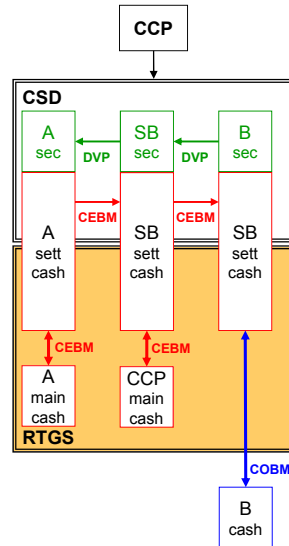 CCP
CSD
A
sec
SB
sec
B
sec
DVP
DVP
CEBM
CEBM
A
sett
cash
SB
sett
cash
SB
sett
cash
CEBM
CEBM
A
main
cash
CCP
main
cash
RTGS
COBM
B
cash